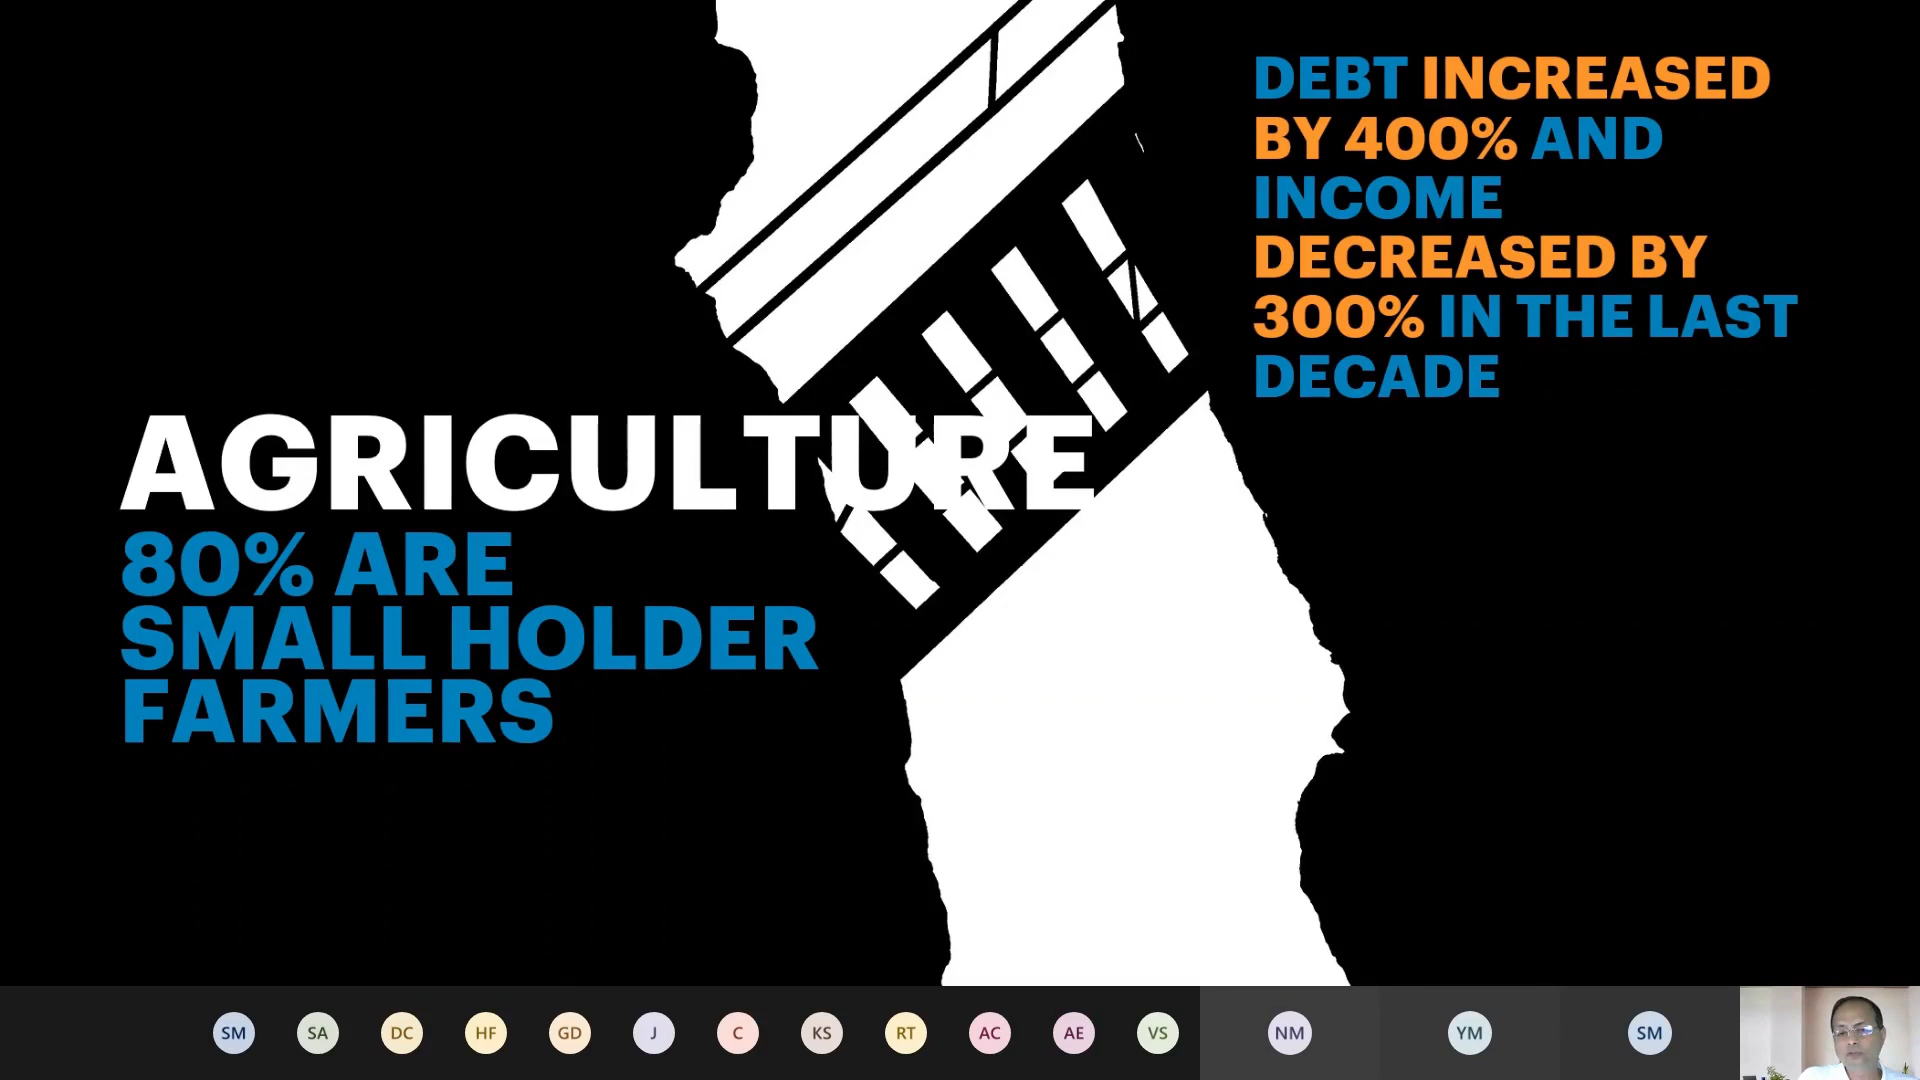 AGRICULTURE
80% ARE
SMALL HOLDER
FARMERS
DEBT INCREASED
BY 400% AND
INCOME
DECREASED BY
300% IN THE LAST
DECADE
SM SA DC HF GD J C KS RT AC AE VS NM YM SM